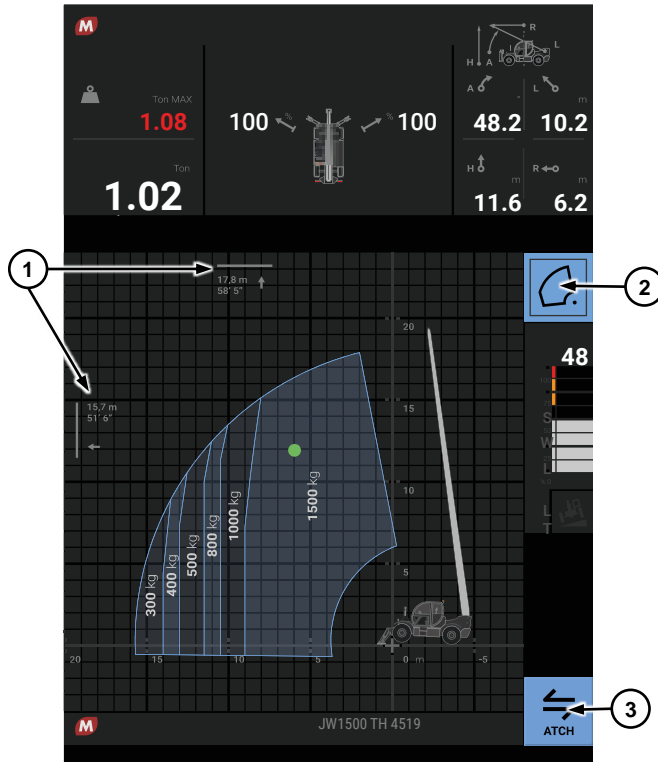 M
R
H
A
L
Ton MAX
1.08
Ton
1.02
100 %
% 100
A
L m
48.2 10.2
H m
R m
11.6 6.2
1
17,8 m
58' 5"
2
20
48
15,7 m
51' 6"
15
S
W
L
10
300 kg
400 kg
500 kg
800 kg
1000 kg
1500 kg
5
L
T
20 15 10 5 0 m -5
M
JW1500 TH 4519
ATCH
3